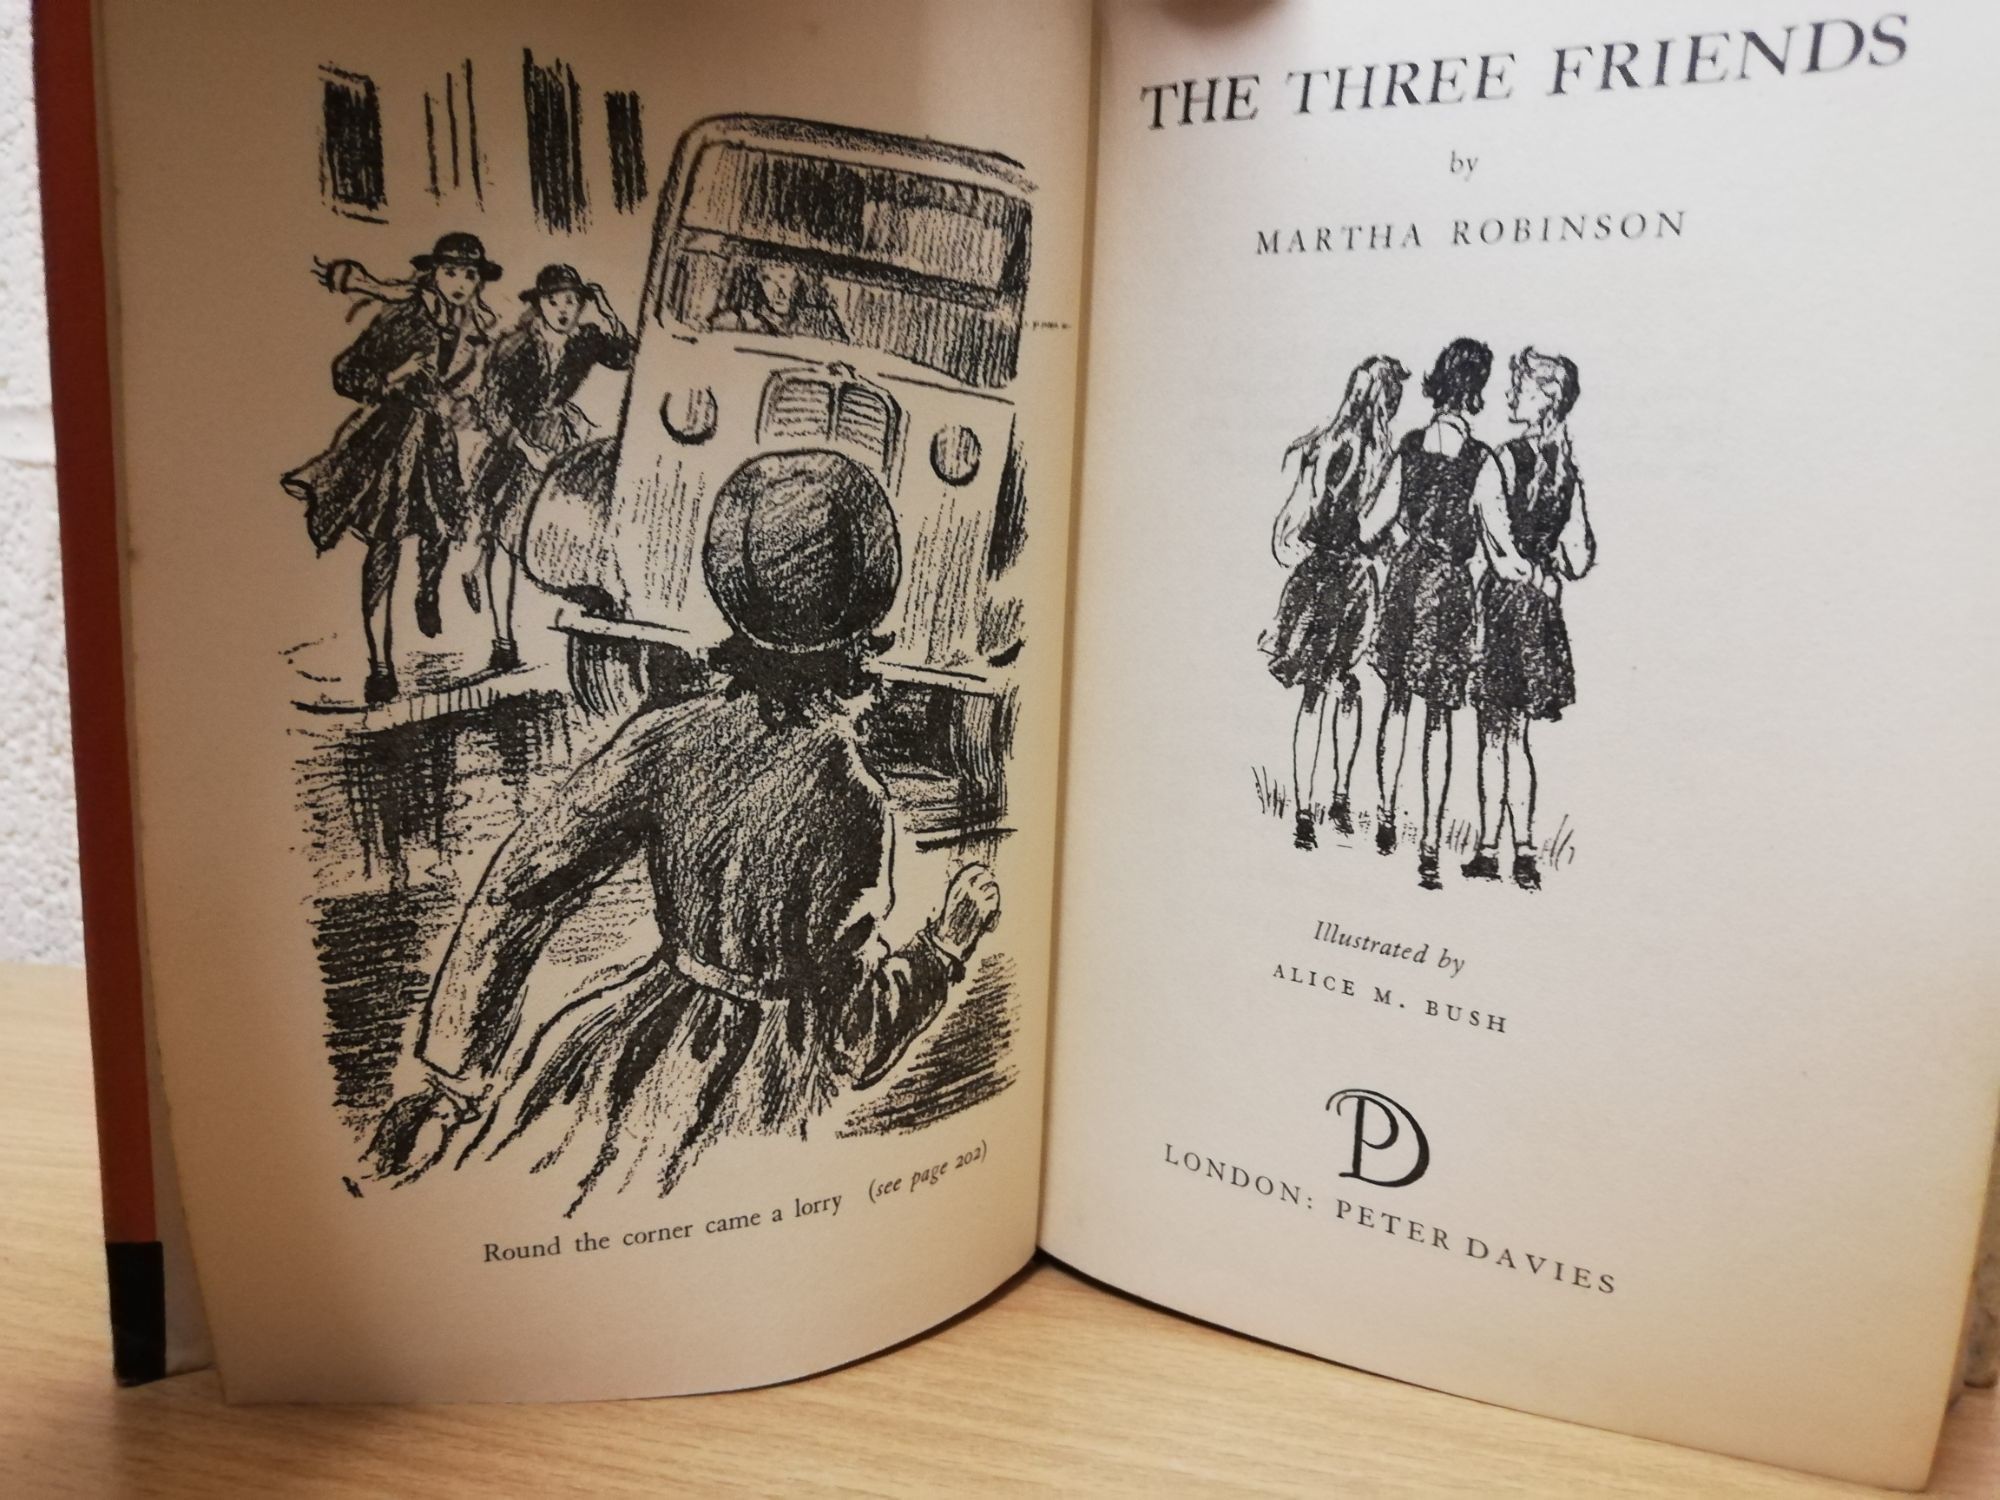 Round the corner came a lorry (see page 202)
THE THREE FRIENDS
by
MARTHA ROBINSON
Illustrated by
ALICE M. BUSH
PD
LONDON: PETER DAVIES